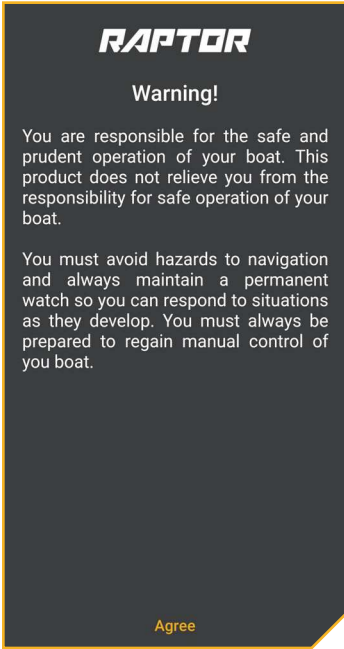 RAPTOR
Warning!
You are responsible for the safe and
prudent operation of your boat. This
product does not relieve you from the
responsibility for safe operation of your
boat.
You must avoid hazards to navigation
and always maintain a permanent
watch so you can respond to situations
as they develop. You must always be
prepared to regain manual control of
you boat.
Agree